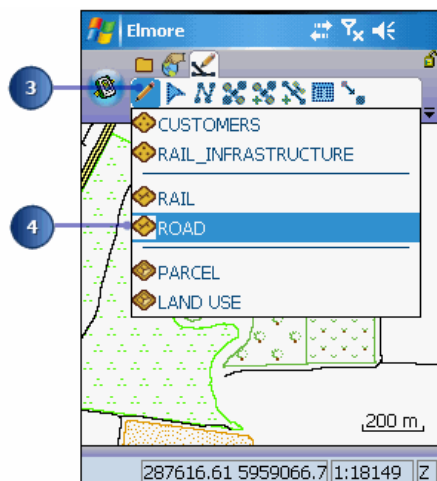 Elmore
3
CUSTOMERS
RAIL_INFRASTRUCTURE
RAIL
4
ROAD
PARCEL
LAND USE
200 m
287616.61 5959066.7 1:18149 Z